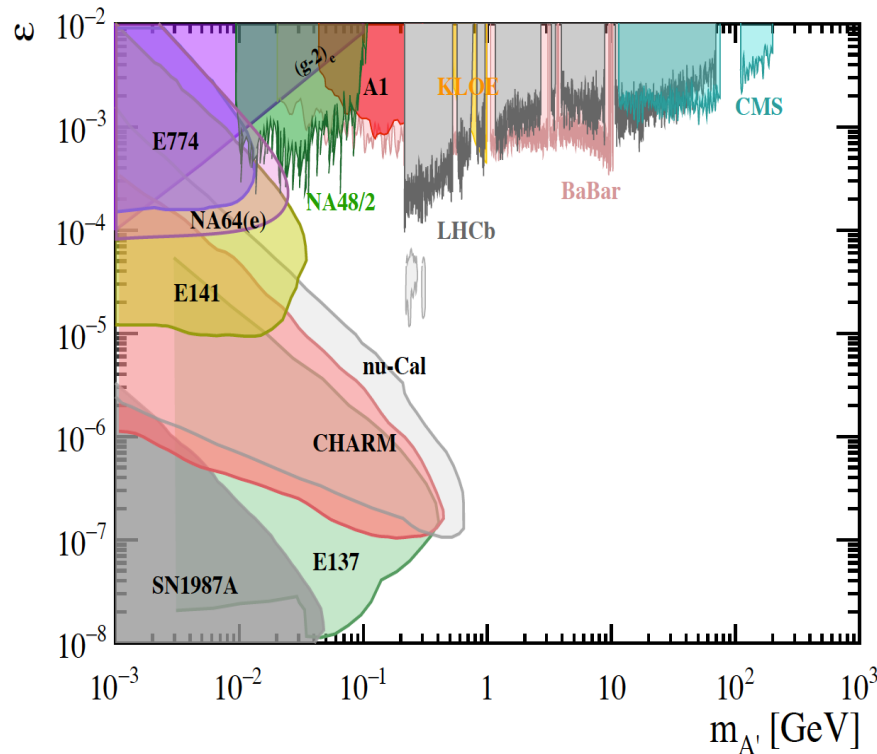 ε
10⁻²
10⁻³
10⁻⁴
10⁻⁵
10⁻⁶
10⁻⁷
10⁻⁸
(g-2)ₑ
A1
KLOE
CMS
E774
NA48/2
BaBar
NA64(e)
LHCb
E141
nu-Cal
CHARM
E137
SN1987A
10⁻³ 10⁻² 10⁻¹ 1 10 10² 10³
m_A' [GeV]